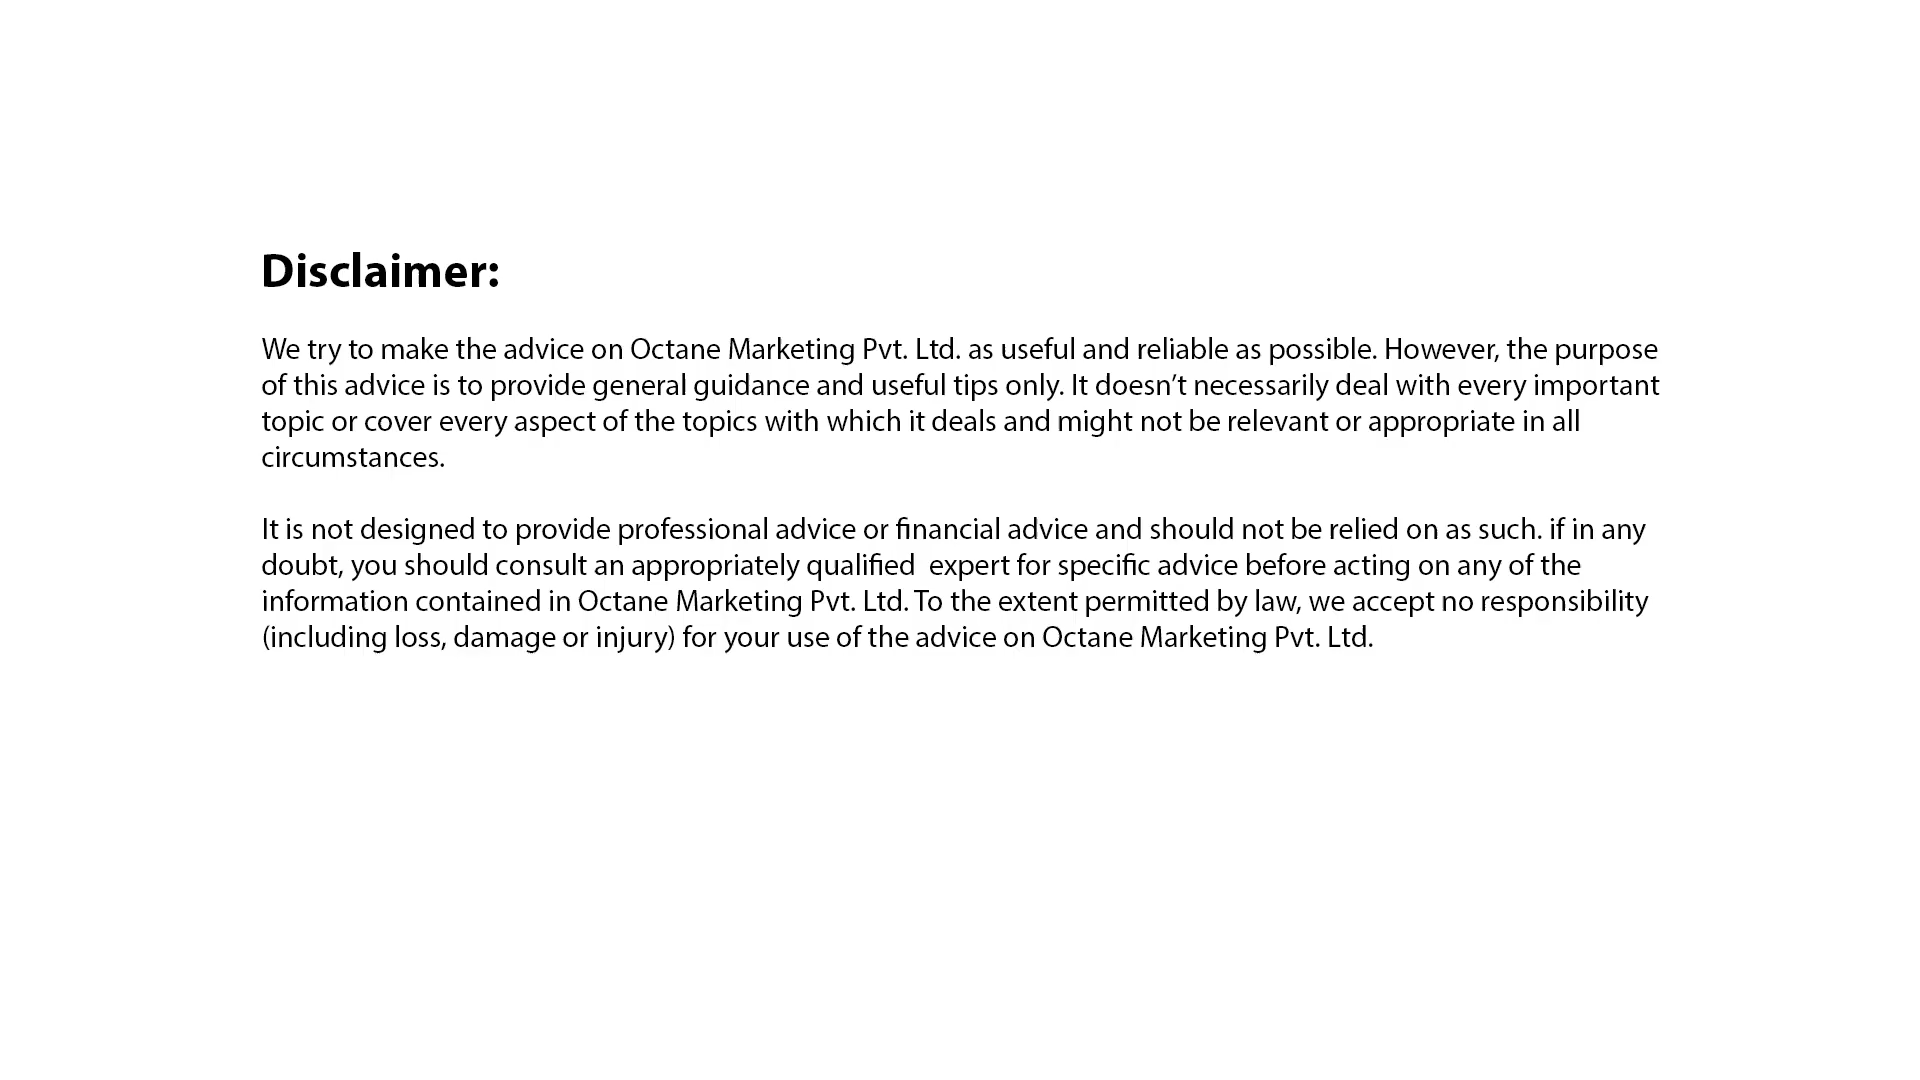 Disclaimer:
We try to make the advice on Octane Marketing Pvt. Ltd. as useful and reliable as possible. However, the purpose
of this advice is to provide general guidance and useful tips only. It doesn’t necessarily deal with every important
topic or cover every aspect of the topics with which it deals and might not be relevant or appropriate in all
circumstances.
It is not designed to provide professional advice or financial advice and should not be relied on as such. if in any
doubt, you should consult an appropriately qualified  expert for specific advice before acting on any of the
information contained in Octane Marketing Pvt. Ltd. To the extent permitted by law, we accept no responsibility
(including loss, damage or injury) for your use of the advice on Octane Marketing Pvt. Ltd.